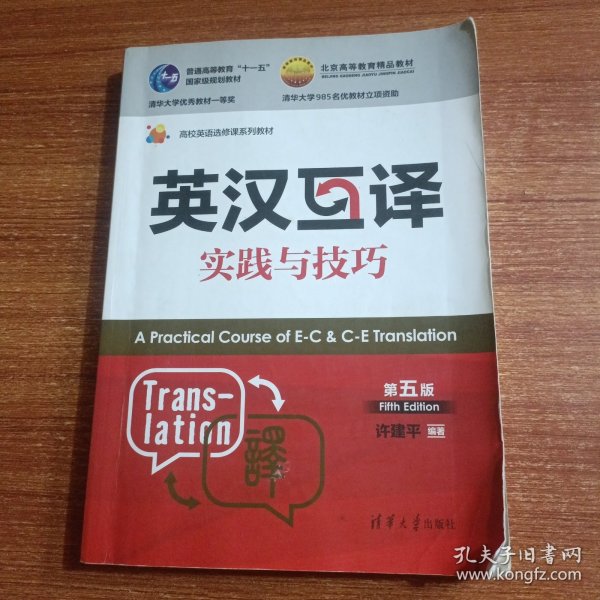 十一五
普通高等教育“十一五”
国家级规划教材
北京高等教育精品教材
BEIJING GAODENG JIAOYU JINGPIN JIAOCAI
清华大学优秀教材一等奖
清华大学985名优教材立项资助
高校英语选修课系列教材
英汉互译
实践与技巧
A Practical Course of E-C & C-E Translation
Trans-
lation
譯
第五版
Fifth Edition
许建平 编著
清华大学出版社
孔夫子旧书网
www.kongfz.com